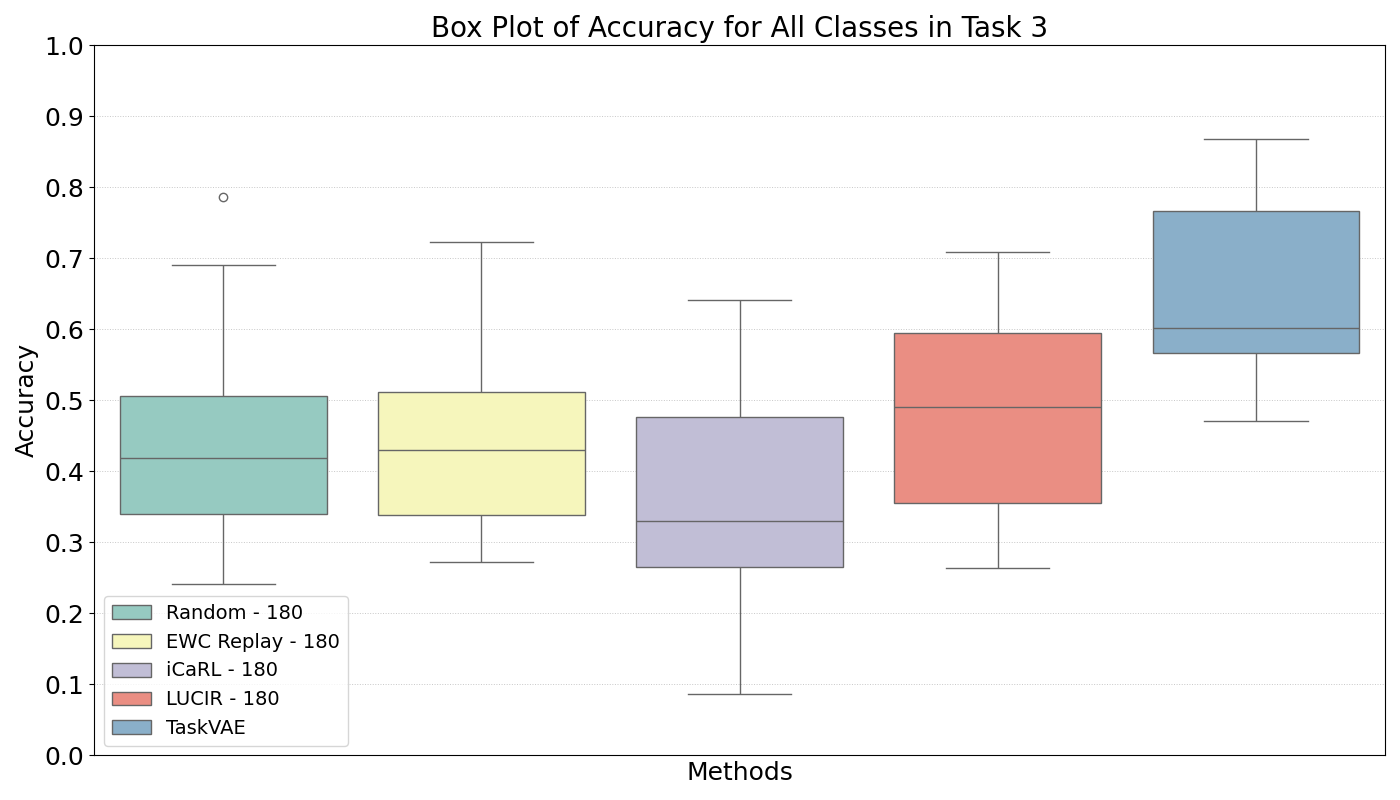 Box Plot of Accuracy for All Classes in Task 3
1.0
0.9
0.8
0.7
0.6
0.5
0.4
0.3
0.2
0.1
0.0
Accuracy
Random - 180
EWC Replay - 180
iCaRL - 180
LUCIR - 180
TaskVAE
Methods